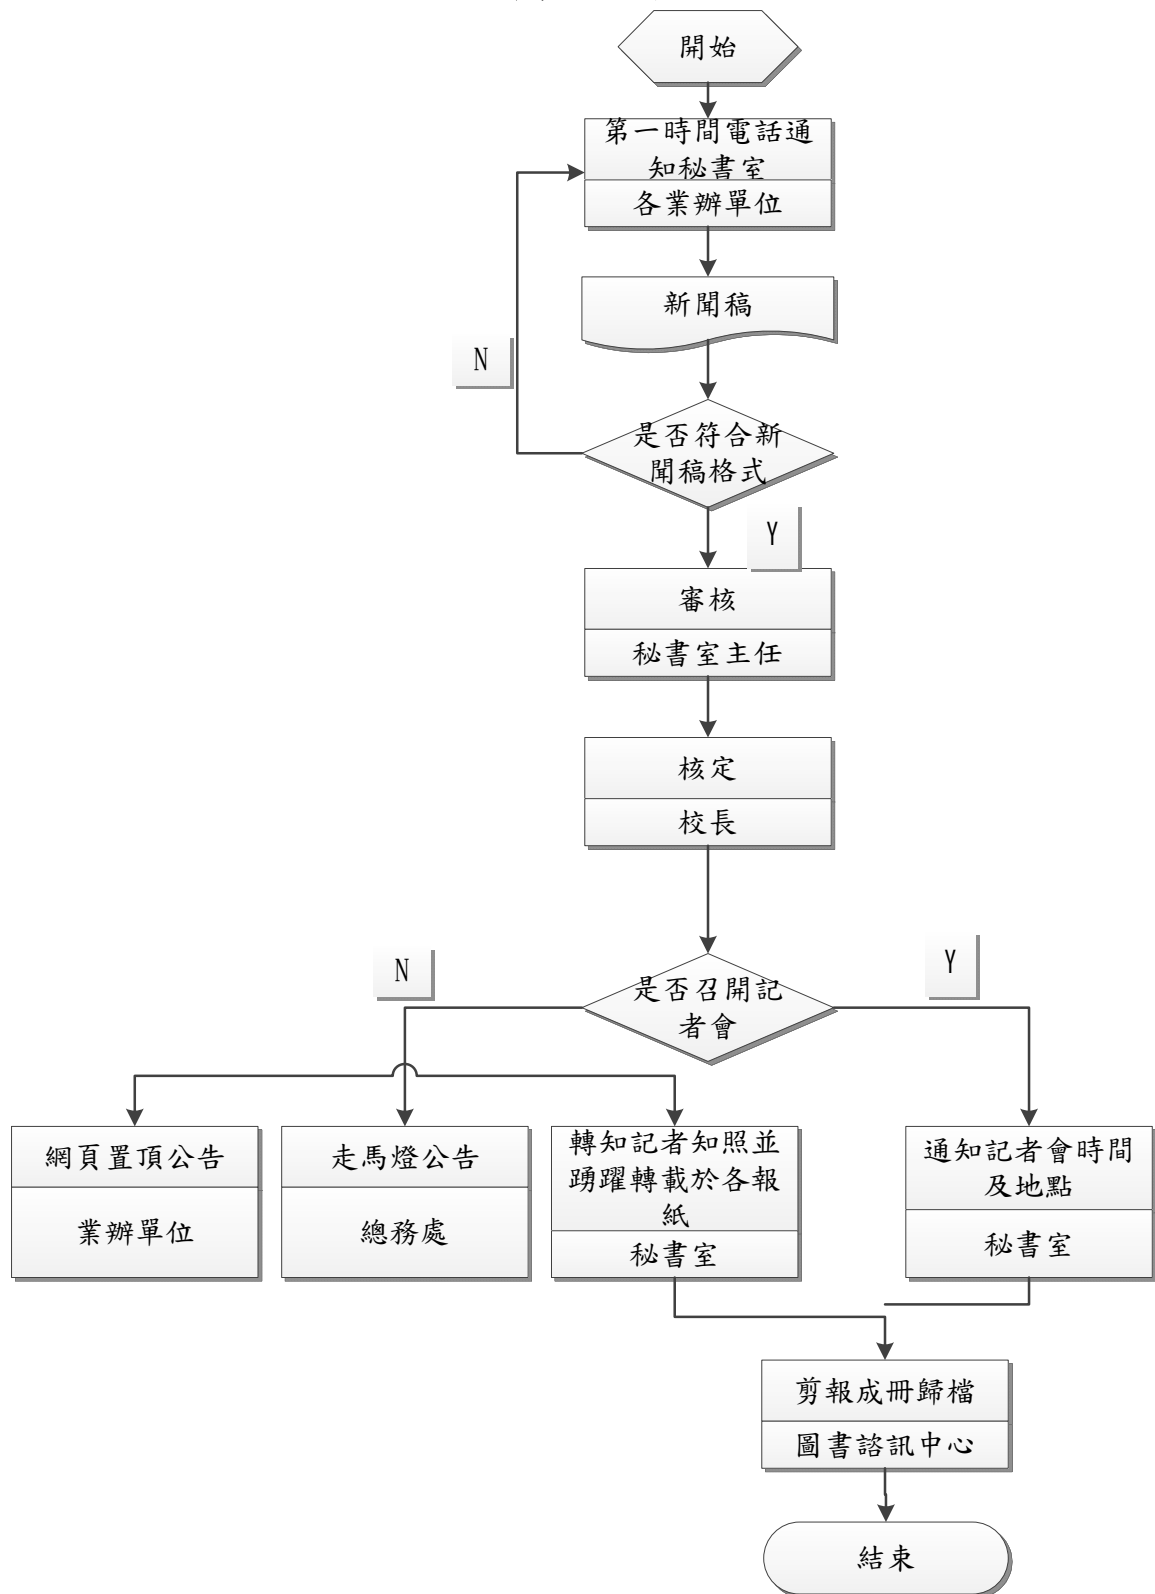 開始
第一時間電話通
知秘書室
各業辦單位
新聞稿
N
是否符合新
聞稿格式
Y
審核
秘書室主任
核定
校長
N
Y
是否召開記
者會
網頁置頂公告
業辦單位
走馬燈公告
總務處
轉知記者知照並
踴躍轉載於各報
紙
秘書室
通知記者會時間
及地點
秘書室
剪報成冊歸檔
圖書諮訊中心
結束